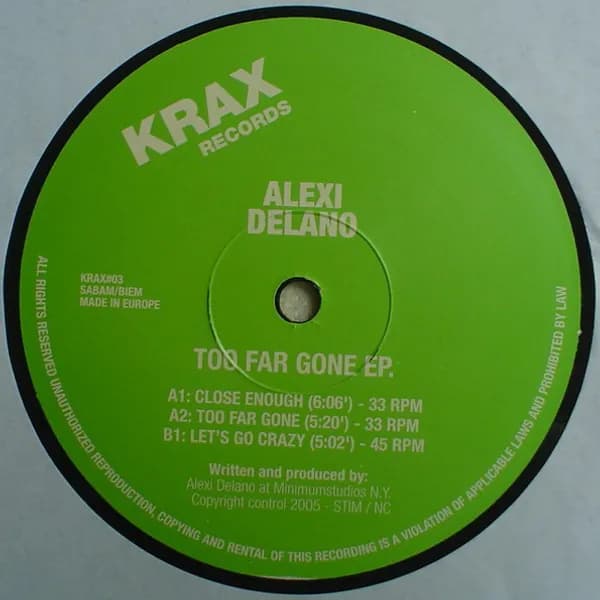 KRAX
RECORDS
ALEXI
DELANO
KRAX#03
SABAM/BIEM
MADE IN EUROPE
TOO FAR GONE EP.
A1: CLOSE ENOUGH (6:06') - 33 RPM
A2: TOO FAR GONE (5:20') - 33 RPM
B1: LET'S GO CRAZY (5:02') - 45 RPM
Written and produced by:
Alexi Delano at Minimumstudios N.Y.
Copyright control 2005 - STIM / NC
ALL RIGHTS RESERVED UNAUTHORIZED REPRODUCTION, COPYING AND RENTAL OF THIS RECORDING IS A VIOLATION OF APPLICABLE LAWS AND PROHIBITED BY LAW